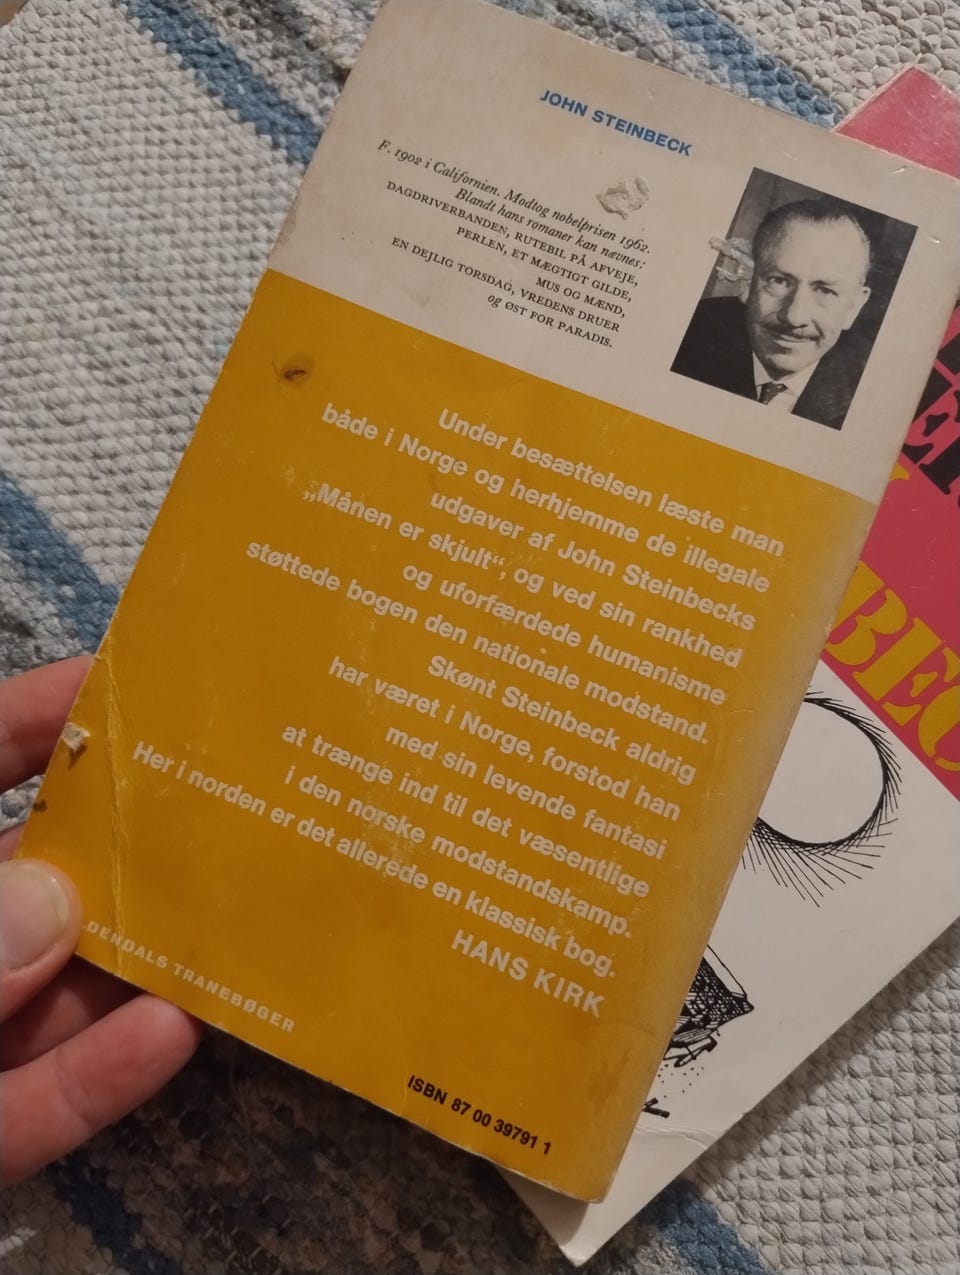 JOHN STEINBECK
F. 1902 i Californien. Modtog nobelprisen 1962.
Blandt hans romaner kan nævnes:
DAGDRIVERBANDEN, RUTEBIL PÅ AFVEJE,
PERLEN, ET MÆGTIGT GILDE,
MUS OG MÆND,
EN DEJLIG TORSDAG, VREDENS DRUER
og ØST FOR PARADIS.
Under besættelsen læste man
både i Norge og herhjemme de illegale
udgaver af John Steinbecks
„Månen er skjult“, og ved sin rankhed
og uforfærdede humanisme
støttede bogen den nationale modstand.
Skønt Steinbeck aldrig
har været i Norge, forstod han
med sin levende fantasi
at trænge ind til det væsentlige
i den norske modstandskamp.
Her i norden er det allerede en klassisk bog.
HANS KIRK
LDENDALS TRANEBØGER
ISBN 87 00 39791 1
BEC